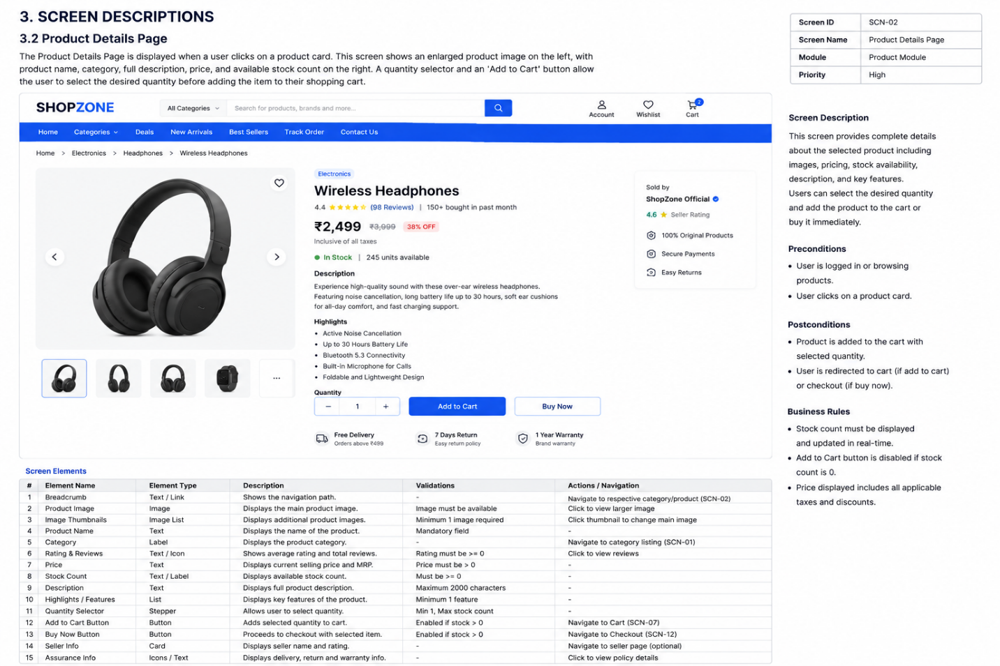 3. SCREEN DESCRIPTIONS
3.2 Product Details Page
The Product Details Page is displayed when a user clicks on a product card. This screen shows an enlarged product image on the left, with
product name, category, full description, price, and available stock count on the right. A quantity selector and an 'Add to Cart' button allow
the user to select the desired quantity before adding the item to their shopping cart.
Screen ID SCN-02
Screen Name Product Details Page
Module Product Module
Priority High
SHOPZONE
All Categories
Search for products, brands and more...
Account
Wishlist
2
Cart
Home Categories Deals New Arrivals Best Sellers Track Order Contact Us
Home > Electronics > Headphones > Wireless Headphones
...
Electronics
Wireless Headphones
4.4 (98 Reviews) | 150+ bought in past month
₹2,499 ₹3,999 38% OFF
Inclusive of all taxes
In Stock | 245 units available
Description
Experience high-quality sound with these over-ear wireless headphones.
Featuring noise cancellation, long battery life up to 30 hours, soft ear cushions
for all-day comfort, and fast charging support.
Highlights
• Active Noise Cancellation
• Up to 30 Hours Battery Life
• Bluetooth 5.3 Connectivity
• Built-in Microphone for Calls
• Foldable and Lightweight Design
Quantity
− 1 + Add to Cart Buy Now
Free Delivery
Orders above ₹499
7 Days Return
Easy return policy
1 Year Warranty
Brand warranty
Sold by
ShopZone Official
4.6 Seller Rating
100% Original Products
Secure Payments
Easy Returns
Screen Description
This screen provides complete details
about the selected product including
images, pricing, stock availability,
description, and key features.
Users can select the desired quantity
and add the product to the cart or
buy it immediately.
Preconditions
• User is logged in or browsing
products.
• User clicks on a product card.
Postconditions
• Product is added to the cart with
selected quantity.
• User is redirected to cart (if add to cart)
or checkout (if buy now).
Business Rules
• Stock count must be displayed
and updated in real-time.
• Add to Cart button is disabled if stock
count is 0.
• Price displayed includes all applicable
taxes and discounts.
Screen Elements
# Element Name Element Type Description Validations Actions / Navigation
1 Breadcrumb Text / Link Shows the navigation path. - Navigate to respective category/product (SCN-02)
2 Product Image Image Displays the main product image. Image must be available Click to view larger image
3 Image Thumbnails Image List Displays additional product images. Minimum 1 image required Click thumbnail to change main image
4 Product Name Text Displays the name of the product. Mandatory field -
5 Category Label Displays the product category. - Navigate to category listing (SCN-01)
6 Rating & Reviews Text / Icon Shows average rating and total reviews. Rating must be >= 0 Click to view reviews
7 Price Text Displays current selling price and MRP. Price must be > 0 -
8 Stock Count Text / Label Displays available stock count. Must be >= 0 -
9 Description Text Displays full product description. Maximum 2000 characters -
10 Highlights / Features List Displays key features of the product. Minimum 1 feature -
11 Quantity Selector Stepper Allows user to select quantity. Min 1, Max stock count -
12 Add to Cart Button Button Adds selected quantity to cart. Enabled if stock > 0 Navigate to Cart (SCN-07)
13 Buy Now Button Button Proceeds to checkout with selected item. Enabled if stock > 0 Navigate to Checkout (SCN-12)
14 Seller Info Card Displays seller name and rating. - Navigate to seller page (optional)
15 Assurance Info Icons / Text Displays delivery, return and warranty info. - Click to view policy details